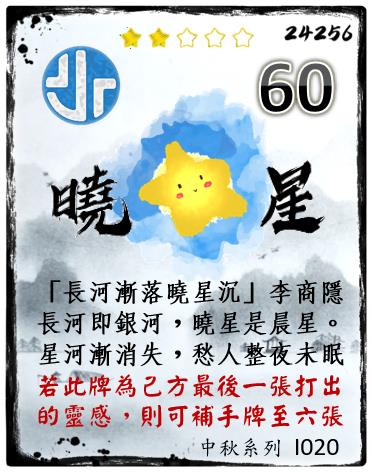 24256
60
曉星
「長河漸落曉星沉」李商隱
長河即銀河，曉星是晨星。
星河漸消失，愁人整夜未眠
若此牌為己方最後一張打出
的靈感，則可補手牌至六張
中秋系列 I020